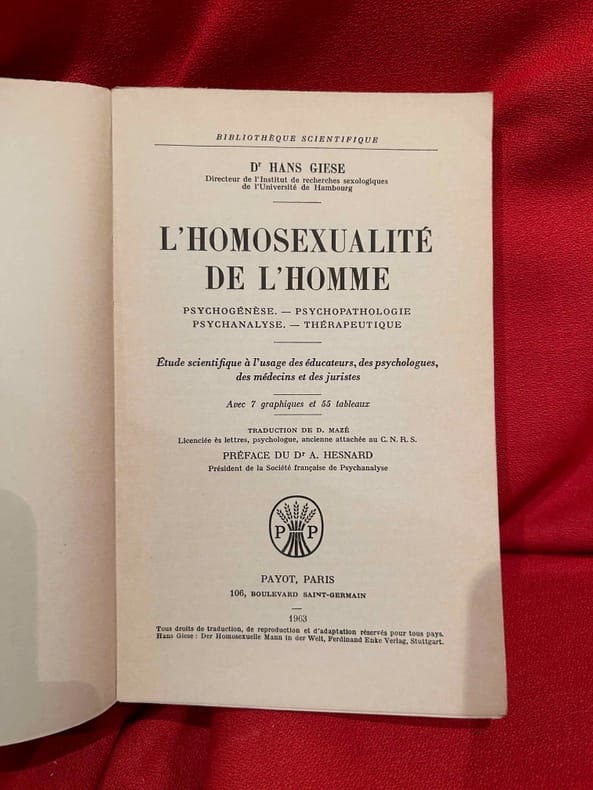 BIBLIOTHÈQUE SCIENTIFIQUE
Dr HANS GIESE
Directeur de l'Institut de recherches sexologiques
de l'Université de Hambourg
L'HOMOSEXUALITÉ
DE L'HOMME
PSYCHOGÉNÈSE. — PSYCHOPATHOLOGIE
PSYCHANALYSE. — THÉRAPEUTIQUE
Étude scientifique à l'usage des éducateurs, des psychologues,
des médecins et des juristes
Avec 7 graphiques et 55 tableaux
TRADUCTION DE D. MAZÉ
Licenciée ès lettres, psychologue, ancienne attachée au C. N. R. S.
PRÉFACE DU Dr A. HESNARD
Président de la Société française de Psychanalyse
P P
PAYOT, PARIS
106, BOULEVARD SAINT-GERMAIN
1963
Tous droits de traduction, de reproduction et d'adaptation réservés pour tous pays.
Hans Giese : Der Homosexuelle Mann in der Welt, Ferdinand Enke Verlag, Stuttgart.